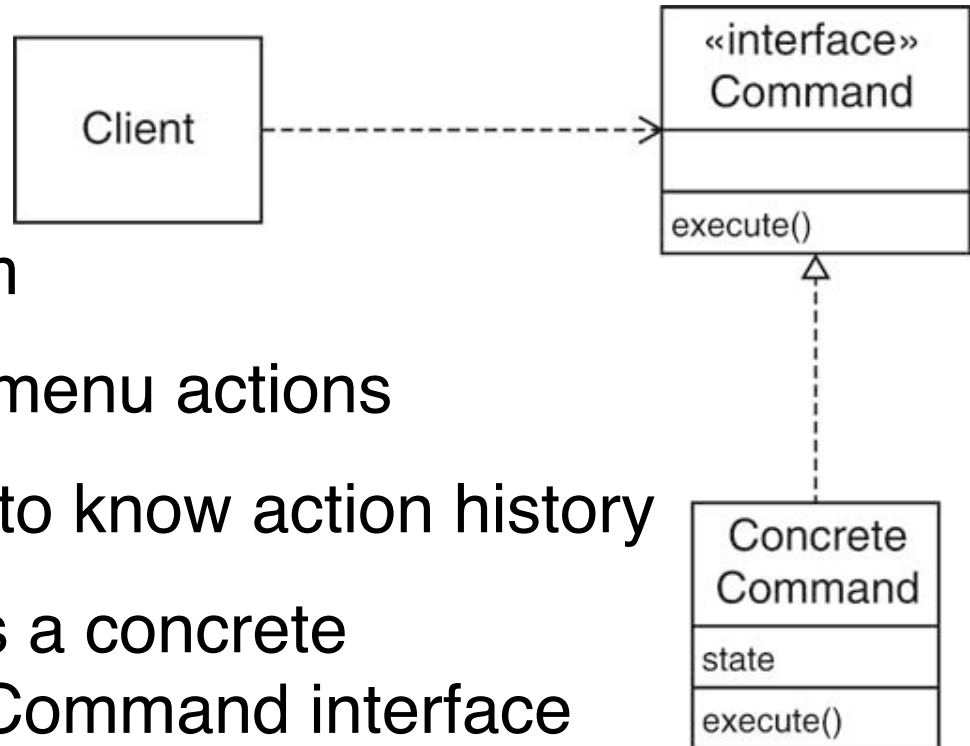 «interface»
Command
Client
execute()
n
menu actions
to know action history
Concrete
Command
s a concrete
state
Command interface
execute()